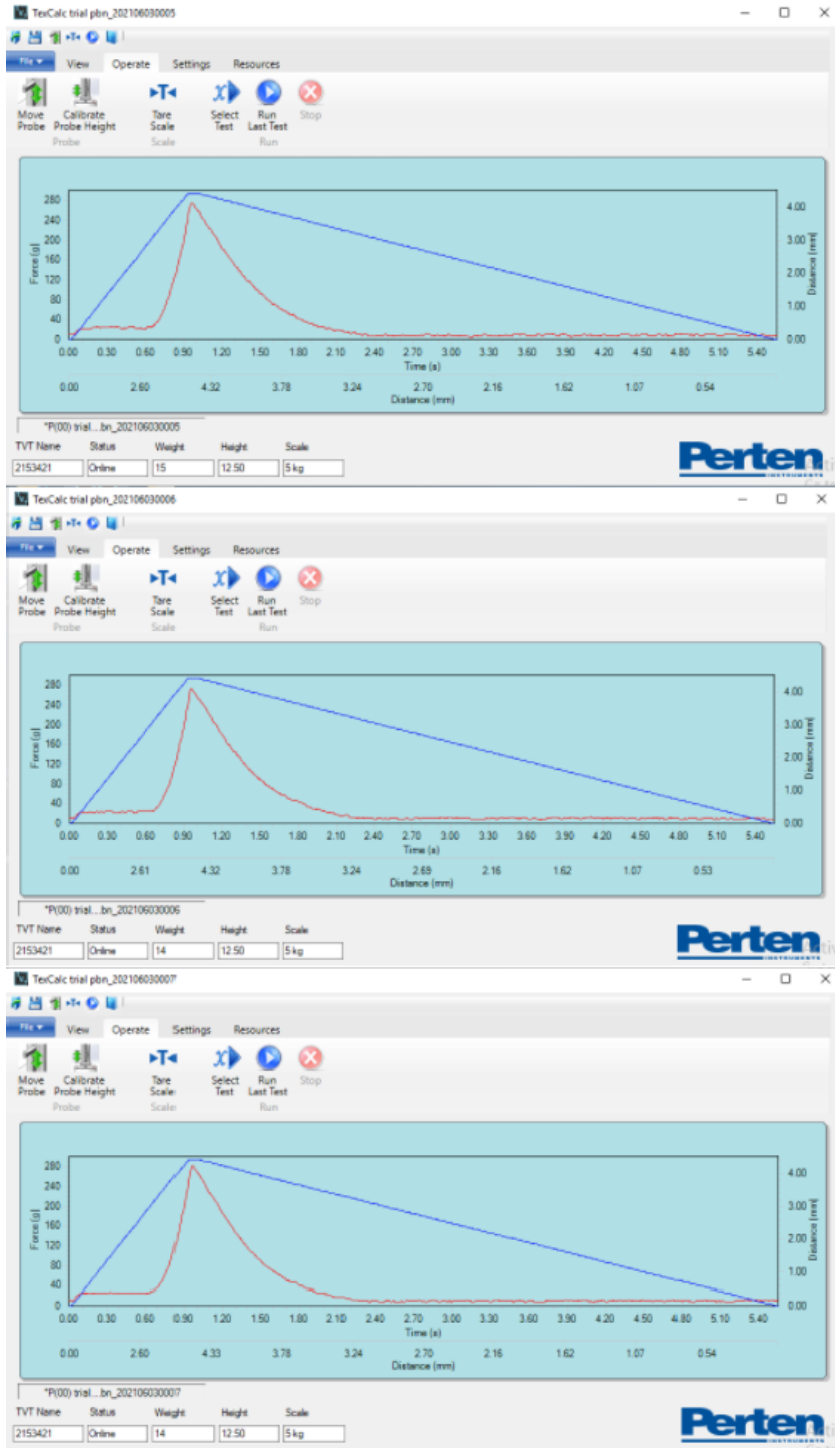 TexCalc trial pbn_202106030005
File View Operate Settings Resources
Move Probe Calibrate Probe Height Tare Scale Select Test Run Last Test Stop
Probe Scale Run
Force (g)
280
240
200
160
120
80
40
0
4.00
3.00
2.00
1.00
0.00
Distance (mm)
0.00 0.30 0.60 0.90 1.20 1.50 1.80 2.10 2.40 2.70 3.00 3.30 3.60 3.90 4.20 4.50 4.80 5.10 5.40
Time (s)
0.00 2.60 4.32 3.78 3.24 2.70 2.16 1.62 1.07 0.54
Distance (mm)
*P(00) trial....bn_202106030005
TVT Name Status Weight Height Scale
2153421 Online 15 12.50 5 kg
Perten
TexCalc trial pbn_202106030006
File View Operate Settings Resources
Move Probe Calibrate Probe Height Tare Scale Select Test Run Last Test Stop
Probe Scale Run
Force (g)
280
240
200
160
120
80
40
0
4.00
3.00
2.00
1.00
0.00
Distance (mm)
0.00 0.30 0.60 0.90 1.20 1.50 1.80 2.10 2.40 2.70 3.00 3.30 3.60 3.90 4.20 4.50 4.80 5.10 5.40
Time (s)
0.00 2.61 4.32 3.78 3.24 2.69 2.16 1.62 1.07 0.53
Distance (mm)
*P(00) trial....bn_202106030006
TVT Name Status Weight Height Scale
2153421 Online 14 12.50 5 kg
Perten
TexCalc trial pbn_202106030007
File View Operate Settings Resources
Move Probe Calibrate Probe Height Tare Scale Select Test Run Last Test Stop
Probe Scale Run
Force (g)
280
240
200
160
120
80
40
0
4.00
3.00
2.00
1.00
0.00
Distance (mm)
0.00 0.30 0.60 0.90 1.20 1.50 1.80 2.10 2.40 2.70 3.00 3.30 3.60 3.90 4.20 4.50 4.80 5.10 5.40
Time (s)
0.00 2.60 4.33 3.78 3.24 2.70 2.16 1.62 1.07 0.54
Distance (mm)
*P(00) trial....bn_202106030007
TVT Name Status Weight Height Scale
2153421 Online 14 12.50 5 kg
Perten